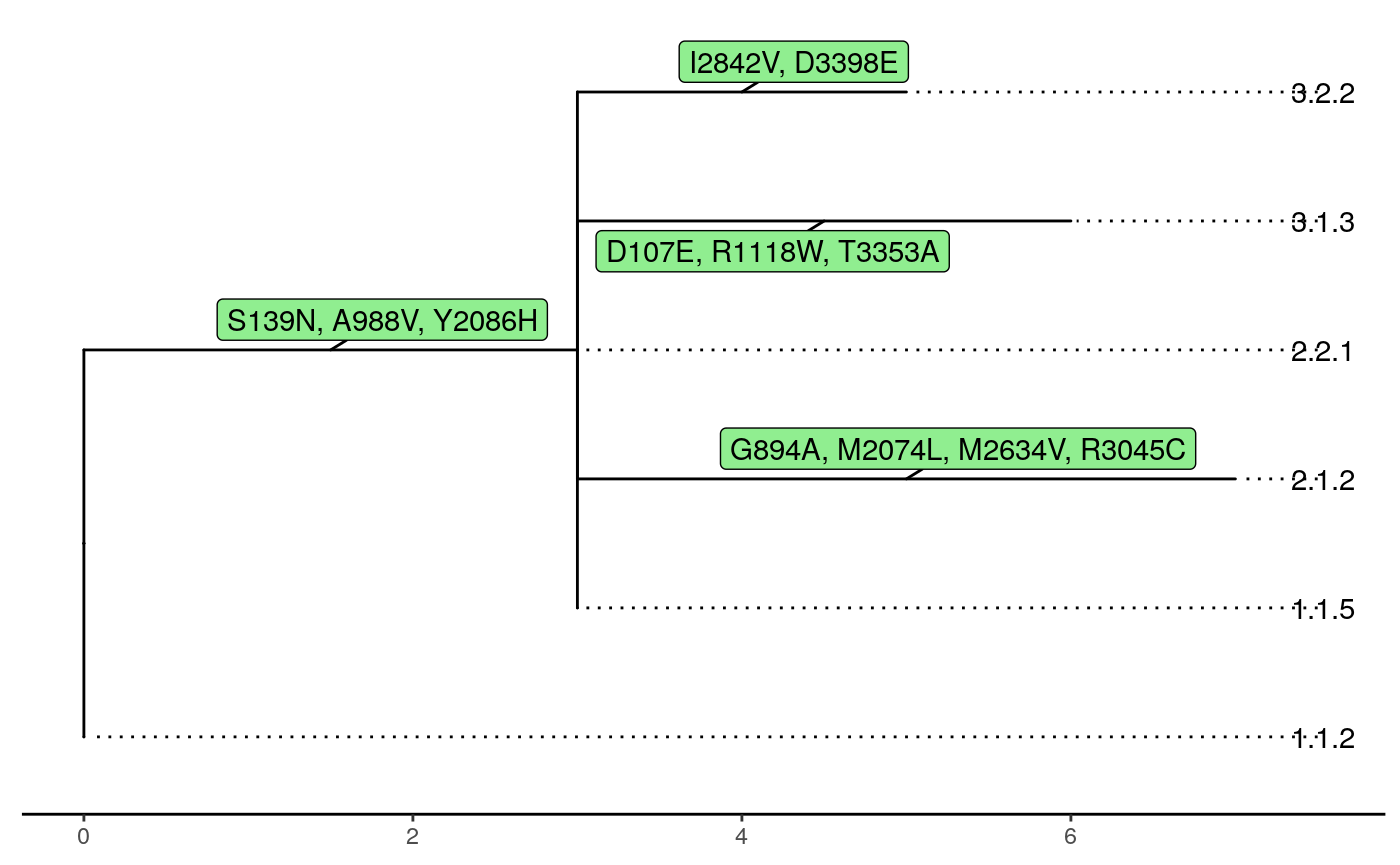 I2842V, D3398E
3.2.2
3.1.3
D107E, R1118W, T3353A
S139N, A988V, Y2086H
2.2.1
G894A, M2074L, M2634V, R3045C
2.1.2
1.1.5
1.1.2
0 2 4 6